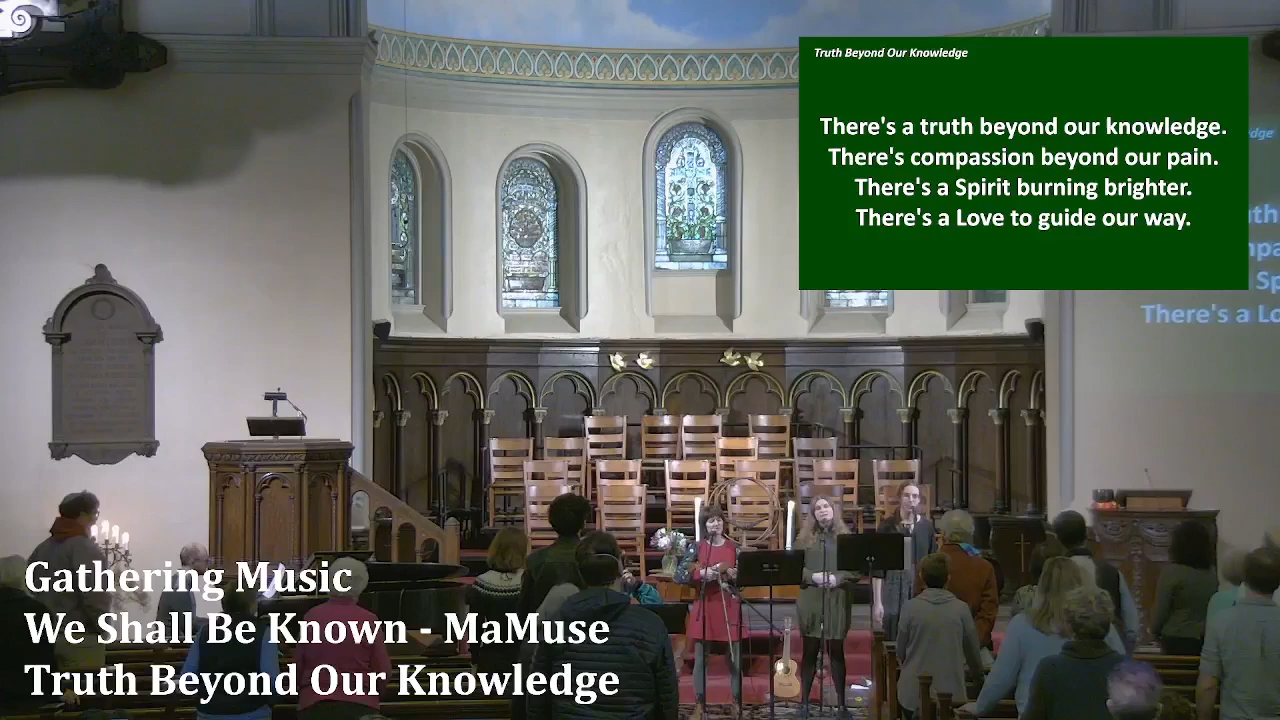 Truth Beyond Our Knowledge
There's a truth beyond our knowledge.
There's compassion beyond our pain.
There's a Spirit burning brighter.
There's a Love to guide our way.
There's a Lo
Gathering Music
We Shall Be Known - MaMuse
Truth Beyond Our Knowledge